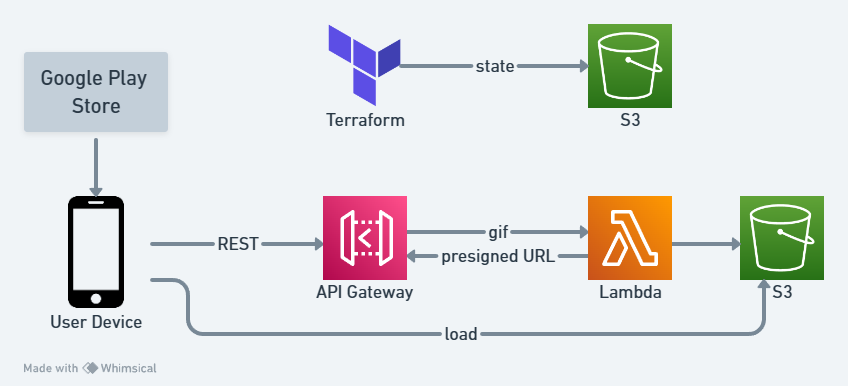 Google Play
Store
state
Terraform
S3
REST
gif
presigned URL
API Gateway
Lambda
S3
User Device
load
Made with Whimsical